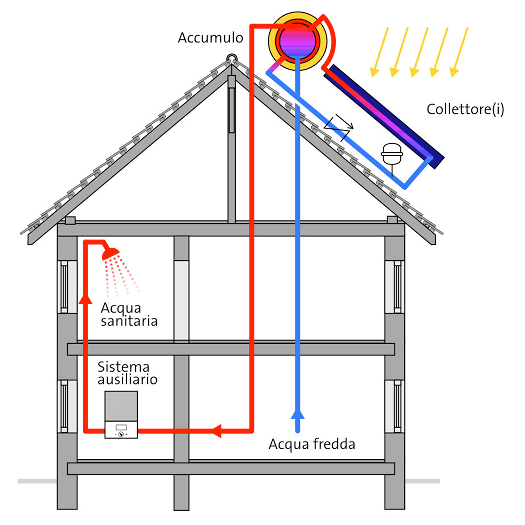 Accumulo
Collettore(i)
Acqua
sanitaria
Sistema
ausiliario
Acqua fredda